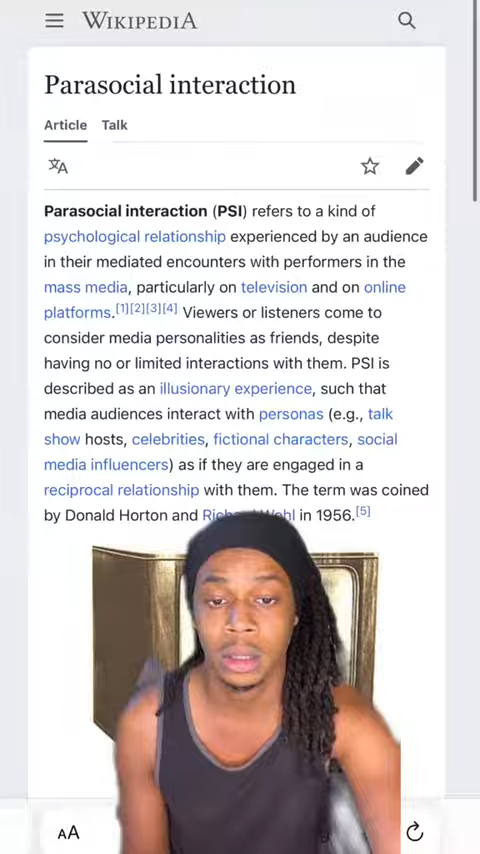 WIKIPEDIA
Parasocial interaction
Article Talk
Parasocial interaction (PSI) refers to a kind of
psychological relationship experienced by an audience
in their mediated encounters with performers in the
mass media, particularly on television and on online
platforms.[1][2][3][4] Viewers or listeners come to
consider media personalities as friends, despite
having no or limited interactions with them. PSI is
described as an illusionary experience, such that
media audiences interact with personas (e.g., talk
show hosts, celebrities, fictional characters, social
media influencers) as if they are engaged in a
reciprocal relationship with them. The term was coined
by Donald Horton and in 1956.[5]
AA